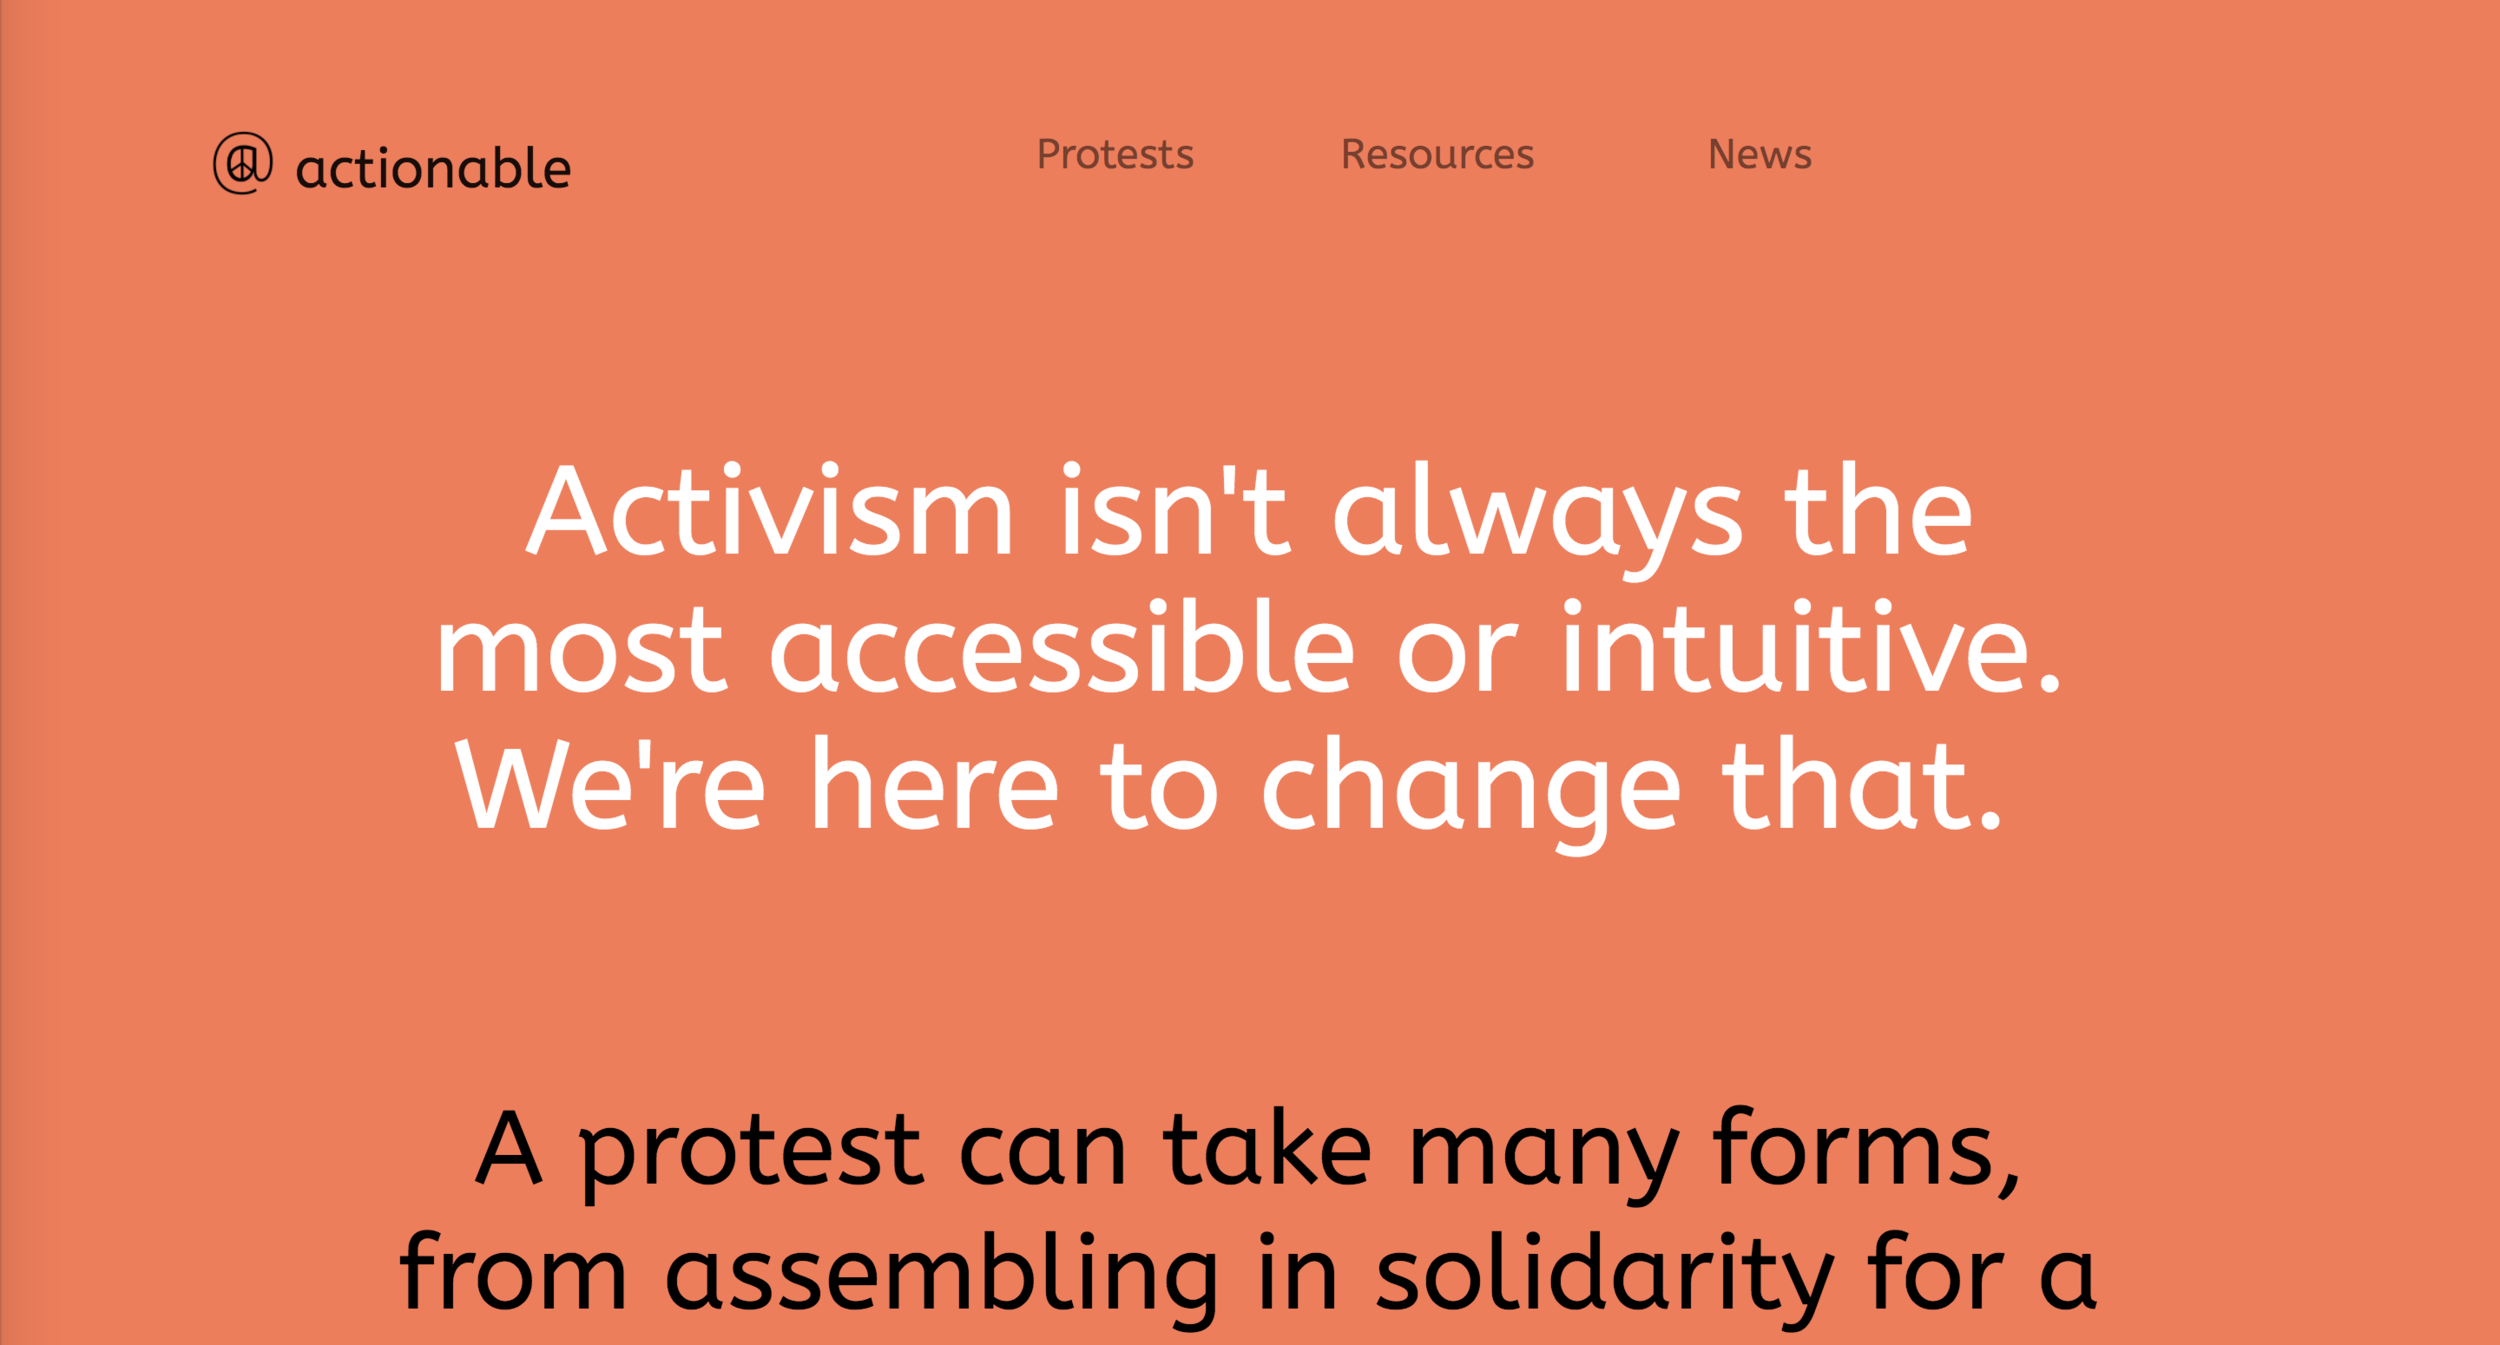 @ actionable
Protests Resources News
Activism isn't always the
most accessible or intuitive.
We're here to change that.
A protest can take many forms,
from assembling in solidarity for a